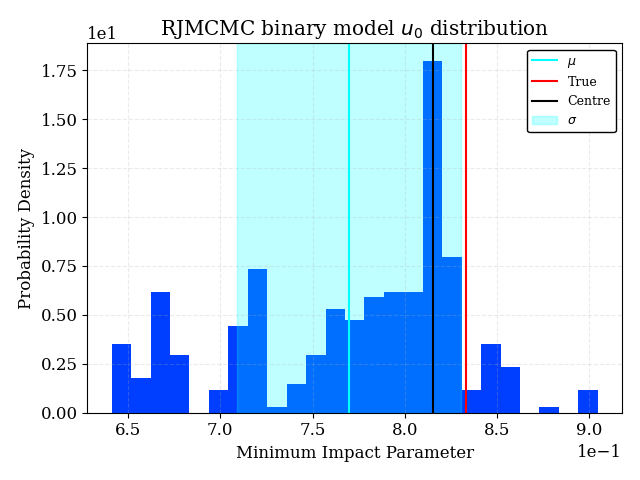 RJMCMC binary model $u_0$ distribution
1e1
μ
True
Centre
σ
1.75
1.50
1.25
1.00
0.75
0.50
0.25
0.00
Probability Density
6.5 7.0 7.5 8.0 8.5 9.0
1e−1
Minimum Impact Parameter